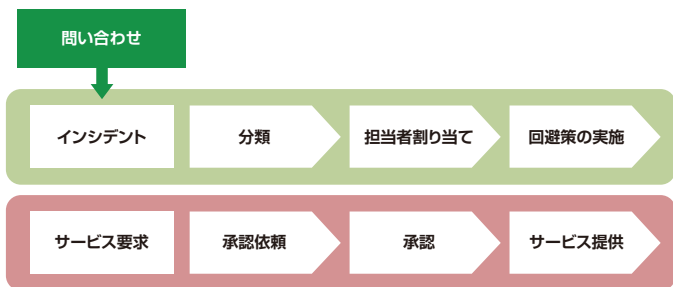 問い合わせ
インシデント
分類
担当者割り当て
回避策の実施
サービス要求
承認依頼
承認
サービス提供